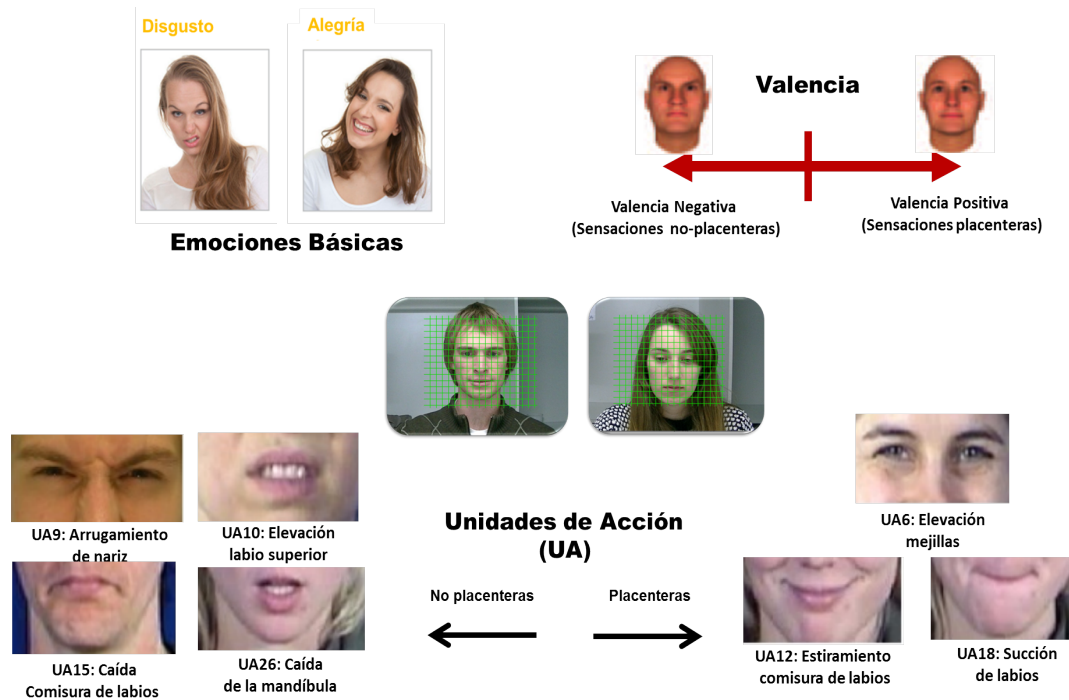 Disgusto
Alegría
Emociones Básicas
Valencia
Valencia Negativa
(Sensaciones no-placenteras)
Valencia Positiva
(Sensaciones placenteras)
UA9: Arrugamiento
de nariz
UA10: Elevación
labio superior
Unidades de Acción
(UA)
UA6: Elevación
mejillas
No placenteras
Placenteras
UA15: Caída
Comisura de labios
UA26: Caída
de la mandíbula
UA12: Estiramiento
comisura de labios
UA18: Succión
de labios